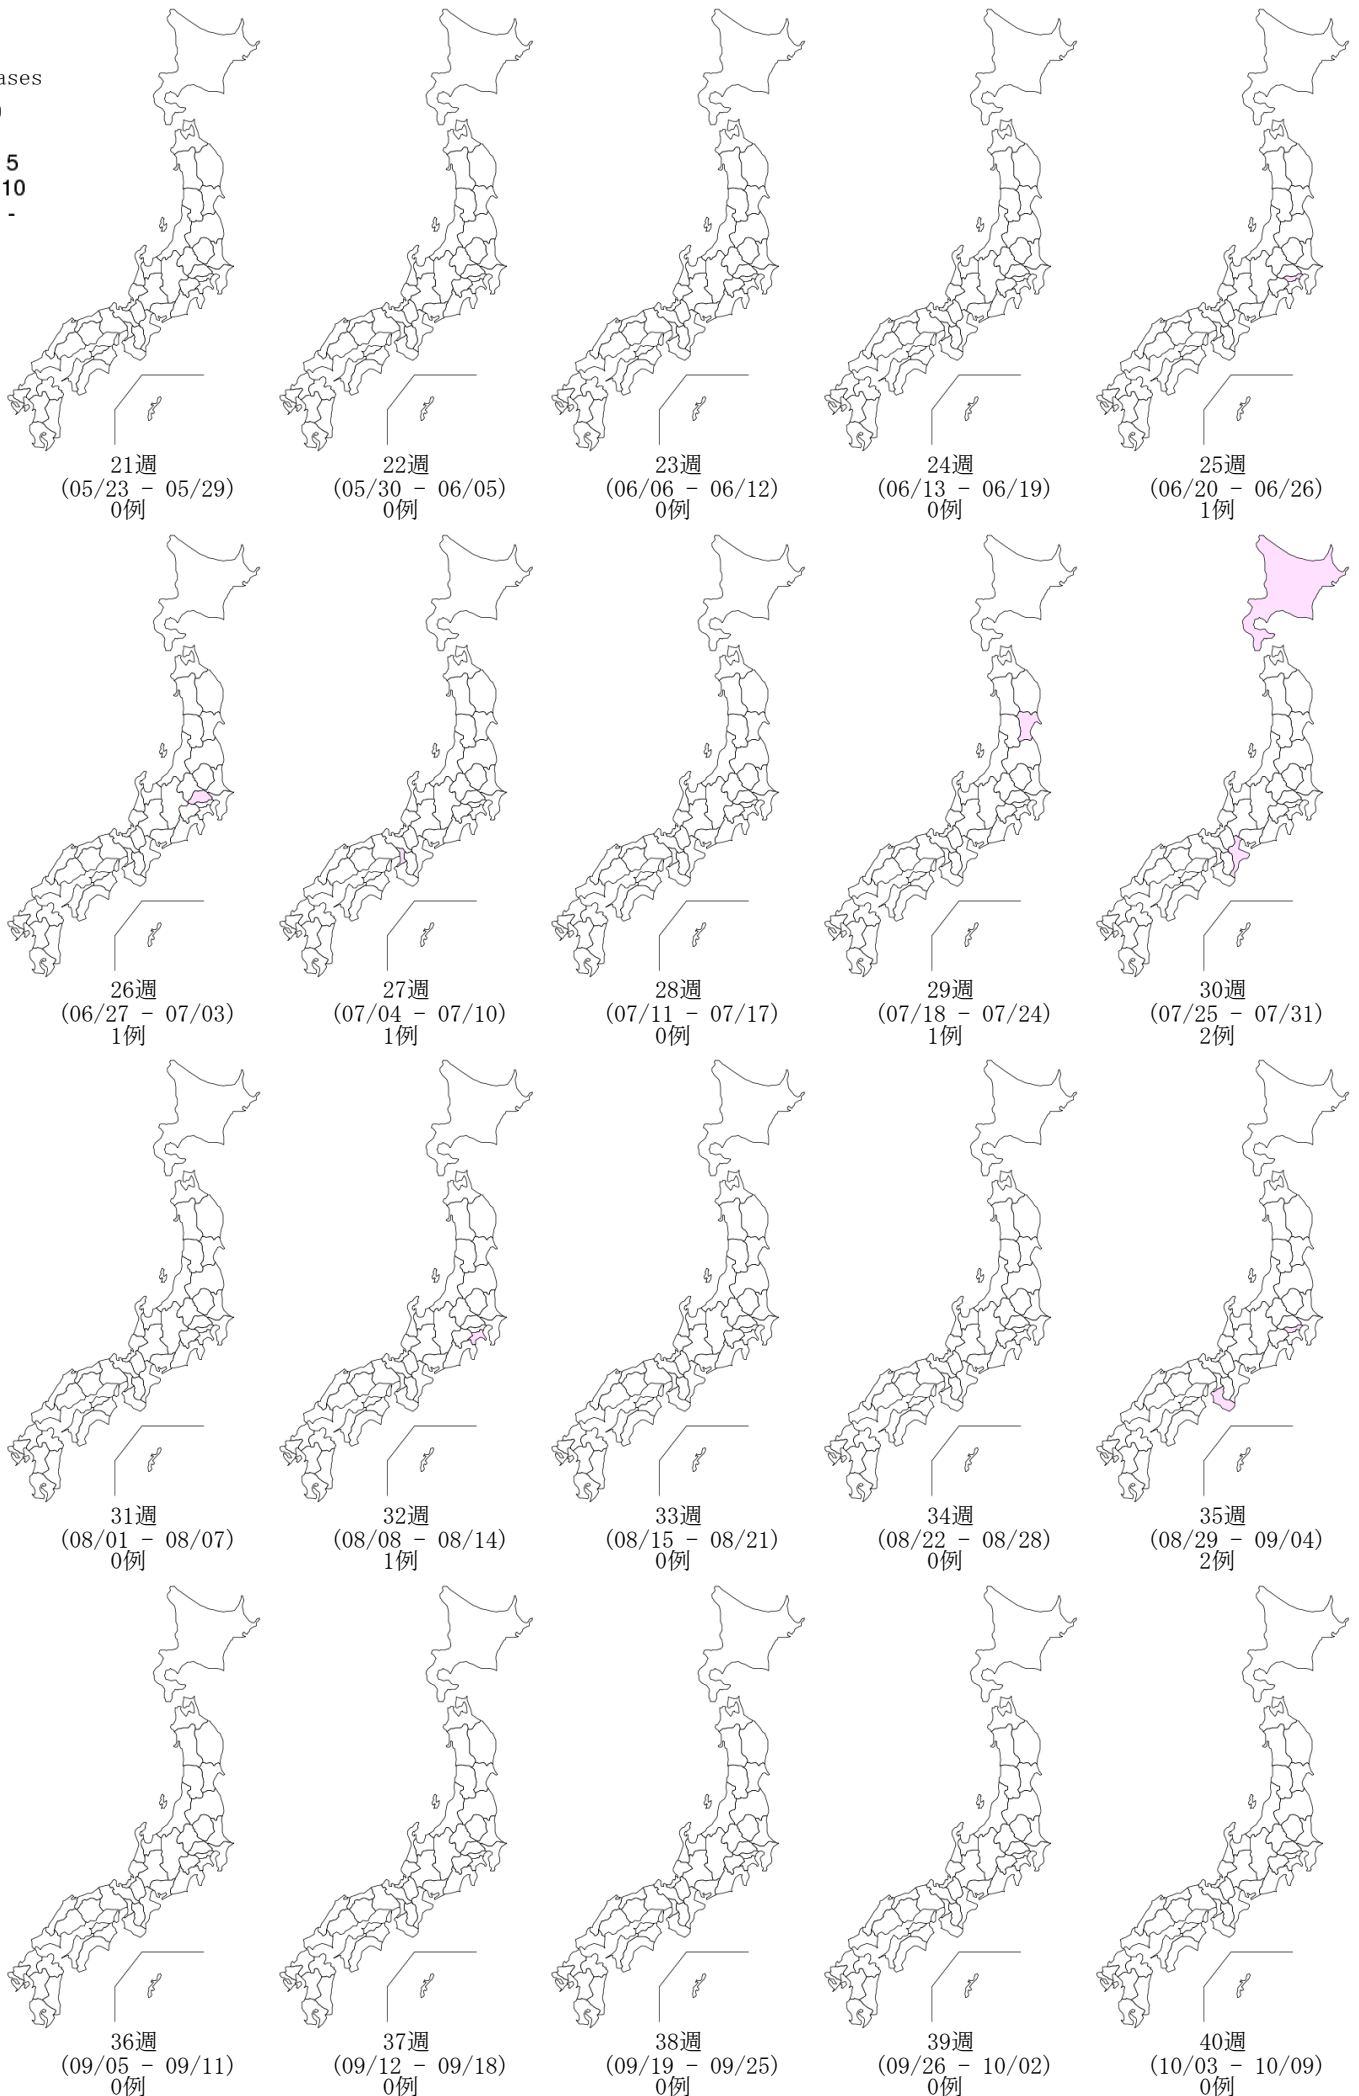 ases
5
10
-
21週
(05/23 - 05/29)
0例
22週
(05/30 - 06/05)
0例
23週
(06/06 - 06/12)
0例
24週
(06/13 - 06/19)
0例
25週
(06/20 - 06/26)
1例
26週
(06/27 - 07/03)
1例
27週
(07/04 - 07/10)
1例
28週
(07/11 - 07/17)
0例
29週
(07/18 - 07/24)
1例
30週
(07/25 - 07/31)
2例
31週
(08/01 - 08/07)
0例
32週
(08/08 - 08/14)
1例
33週
(08/15 - 08/21)
0例
34週
(08/22 - 08/28)
0例
35週
(08/29 - 09/04)
2例
36週
(09/05 - 09/11)
0例
37週
(09/12 - 09/18)
0例
38週
(09/19 - 09/25)
0例
39週
(09/26 - 10/02)
0例
40週
(10/03 - 10/09)
0例